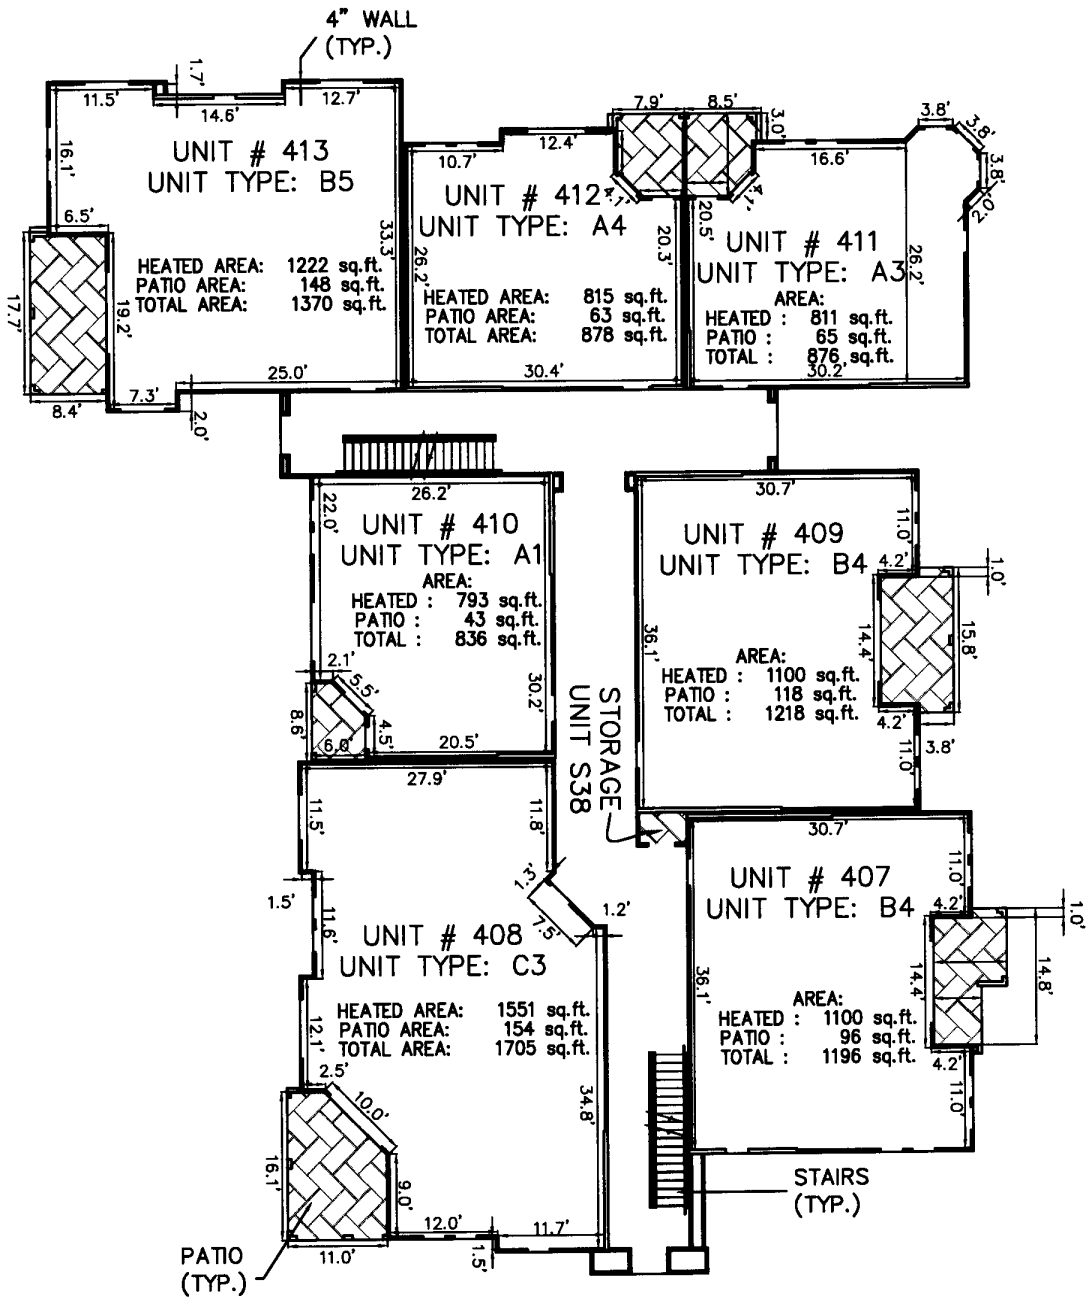 4" WALL
(TYP.)
1.7'
11.5'
14.6'
12.7'
16.1'
UNIT # 413
UNIT TYPE: B5
6.5'
33.3'
HEATED AREA: 1222 sq.ft.
PATIO AREA: 148 sq.ft.
TOTAL AREA: 1370 sq.ft.
17.7'
19.2'
25.0'
8.4'
7.3'
2.0'
7.9'
8.5'
3.0'
10.7'
12.4'
4.1'
4.1'
UNIT # 412
UNIT TYPE: A4
26.2'
20.3'
20.5'
HEATED AREA: 815 sq.ft.
PATIO AREA: 63 sq.ft.
TOTAL AREA: 878 sq.ft.
30.4'
3.8'
3.8'
3.8'
2.0'
16.6'
UNIT # 411
UNIT TYPE: A3
26.2'
AREA:
HEATED : 811 sq.ft.
PATIO : 65 sq.ft.
TOTAL : 876 sq.ft.
30.2'
26.2'
22.0'
UNIT # 410
UNIT TYPE: A1
AREA:
HEATED : 793 sq.ft.
PATIO : 43 sq.ft.
TOTAL : 836 sq.ft.
2.1'
5.5'
8.6'
6.0'
4.5'
20.5'
30.2'
30.7'
11.0'
UNIT # 409
UNIT TYPE: B4
4.2'
1.0'
36.1'
14.4'
15.8'
AREA:
HEATED : 1100 sq.ft.
PATIO : 118 sq.ft.
TOTAL : 1218 sq.ft.
4.2'
3.8'
11.0'
STORAGE
UNIT S38
27.9'
11.5'
11.8'
1.3'
7.5'
1.2'
1.5'
11.6'
UNIT # 408
UNIT TYPE: C3
HEATED AREA: 1551 sq.ft.
PATIO AREA: 154 sq.ft.
TOTAL AREA: 1705 sq.ft.
12.1'
2.5'
10.0'
34.8'
16.1'
9.0'
12.0'
11.7'
11.0'
1.5'
PATIO
(TYP.)
30.7'
11.0'
UNIT # 407
UNIT TYPE: B4
4.2'
1.0'
36.1'
14.4'
14.8'
AREA:
HEATED : 1100 sq.ft.
PATIO : 96 sq.ft.
TOTAL : 1196 sq.ft.
4.2'
11.0'
STAIRS
(TYP.)